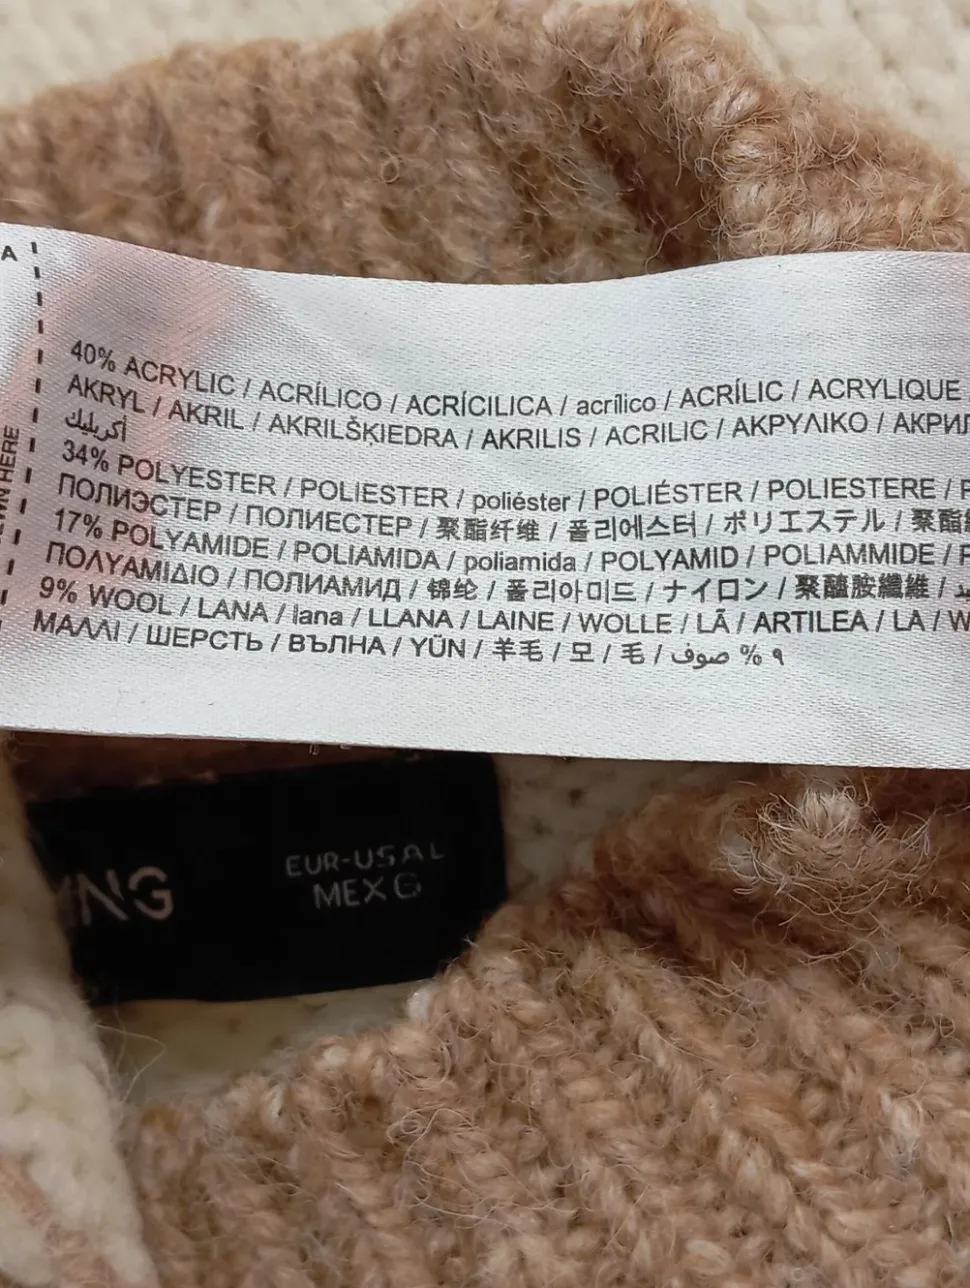 A
40% ACRYLIC / ACRÍLICO / ACRÍCILICA / acrílico / ACRÍLIC / ACRYLIQUE
AKRYL / AKRIL / AKRILŠĶIEDRA / AKRILIS / ACRILIC / ΑΚΡΥΛΙΚΟ /
أكريليك
34% POLYESTER / POLIESTER / poliéster / POLIÉSTER / POLIESTERE /
ПОЛИЭСТЕР / ПОЛИЕСТЕР / 聚酯纤维 / 폴리에스터 / ポリエステル /
17% POLYAMIDE / POLIAMIDA / poliamida / POLYAMID / POLIAMMIDE /
ΠΟΛΥΑΜΙΔΙΟ / ПОЛИАМИД / 锦纶 / 폴리아미드 / ナイロン / 聚醯胺纖維 /
9% WOOL / LANA / lana / LLANA / LAINE / WOLLE / LÃ / ARTILEA / LA /
ΜΑΛΛΙ / ШЕРСТЬ / ВЪЛНА / YÜN / 羊毛 / 모 / 毛 / صوف % ٩
HERE
MNG
EUR-USA L
MEX G